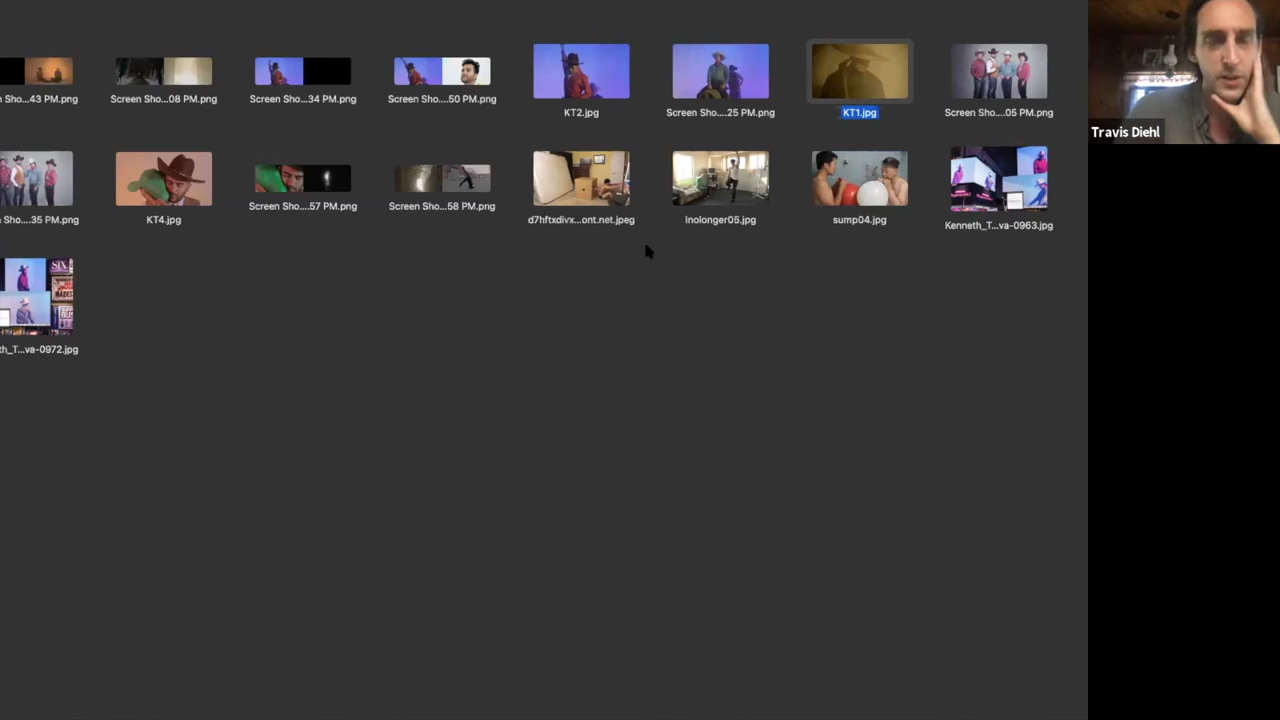 n Sho...43 PM.png
Screen Sho...08 PM.png
Screen Sho...34 PM.png
Screen Sho....50 PM.png
KT2.jpg
Screen Sho....25 PM.png
KT1.jpg
Screen Sho....05 PM.png
Travis Diehl
n Sho...35 PM.png
KT4.jpg
Screen Sho....57 PM.png
Screen Sho....58 PM.png
d7hftxdivx...ont.net.jpeg
lnolonger05.jpg
sump04.jpg
Kenneth_T...va-0963.jpg
SIX
th_T...va-0972.jpg